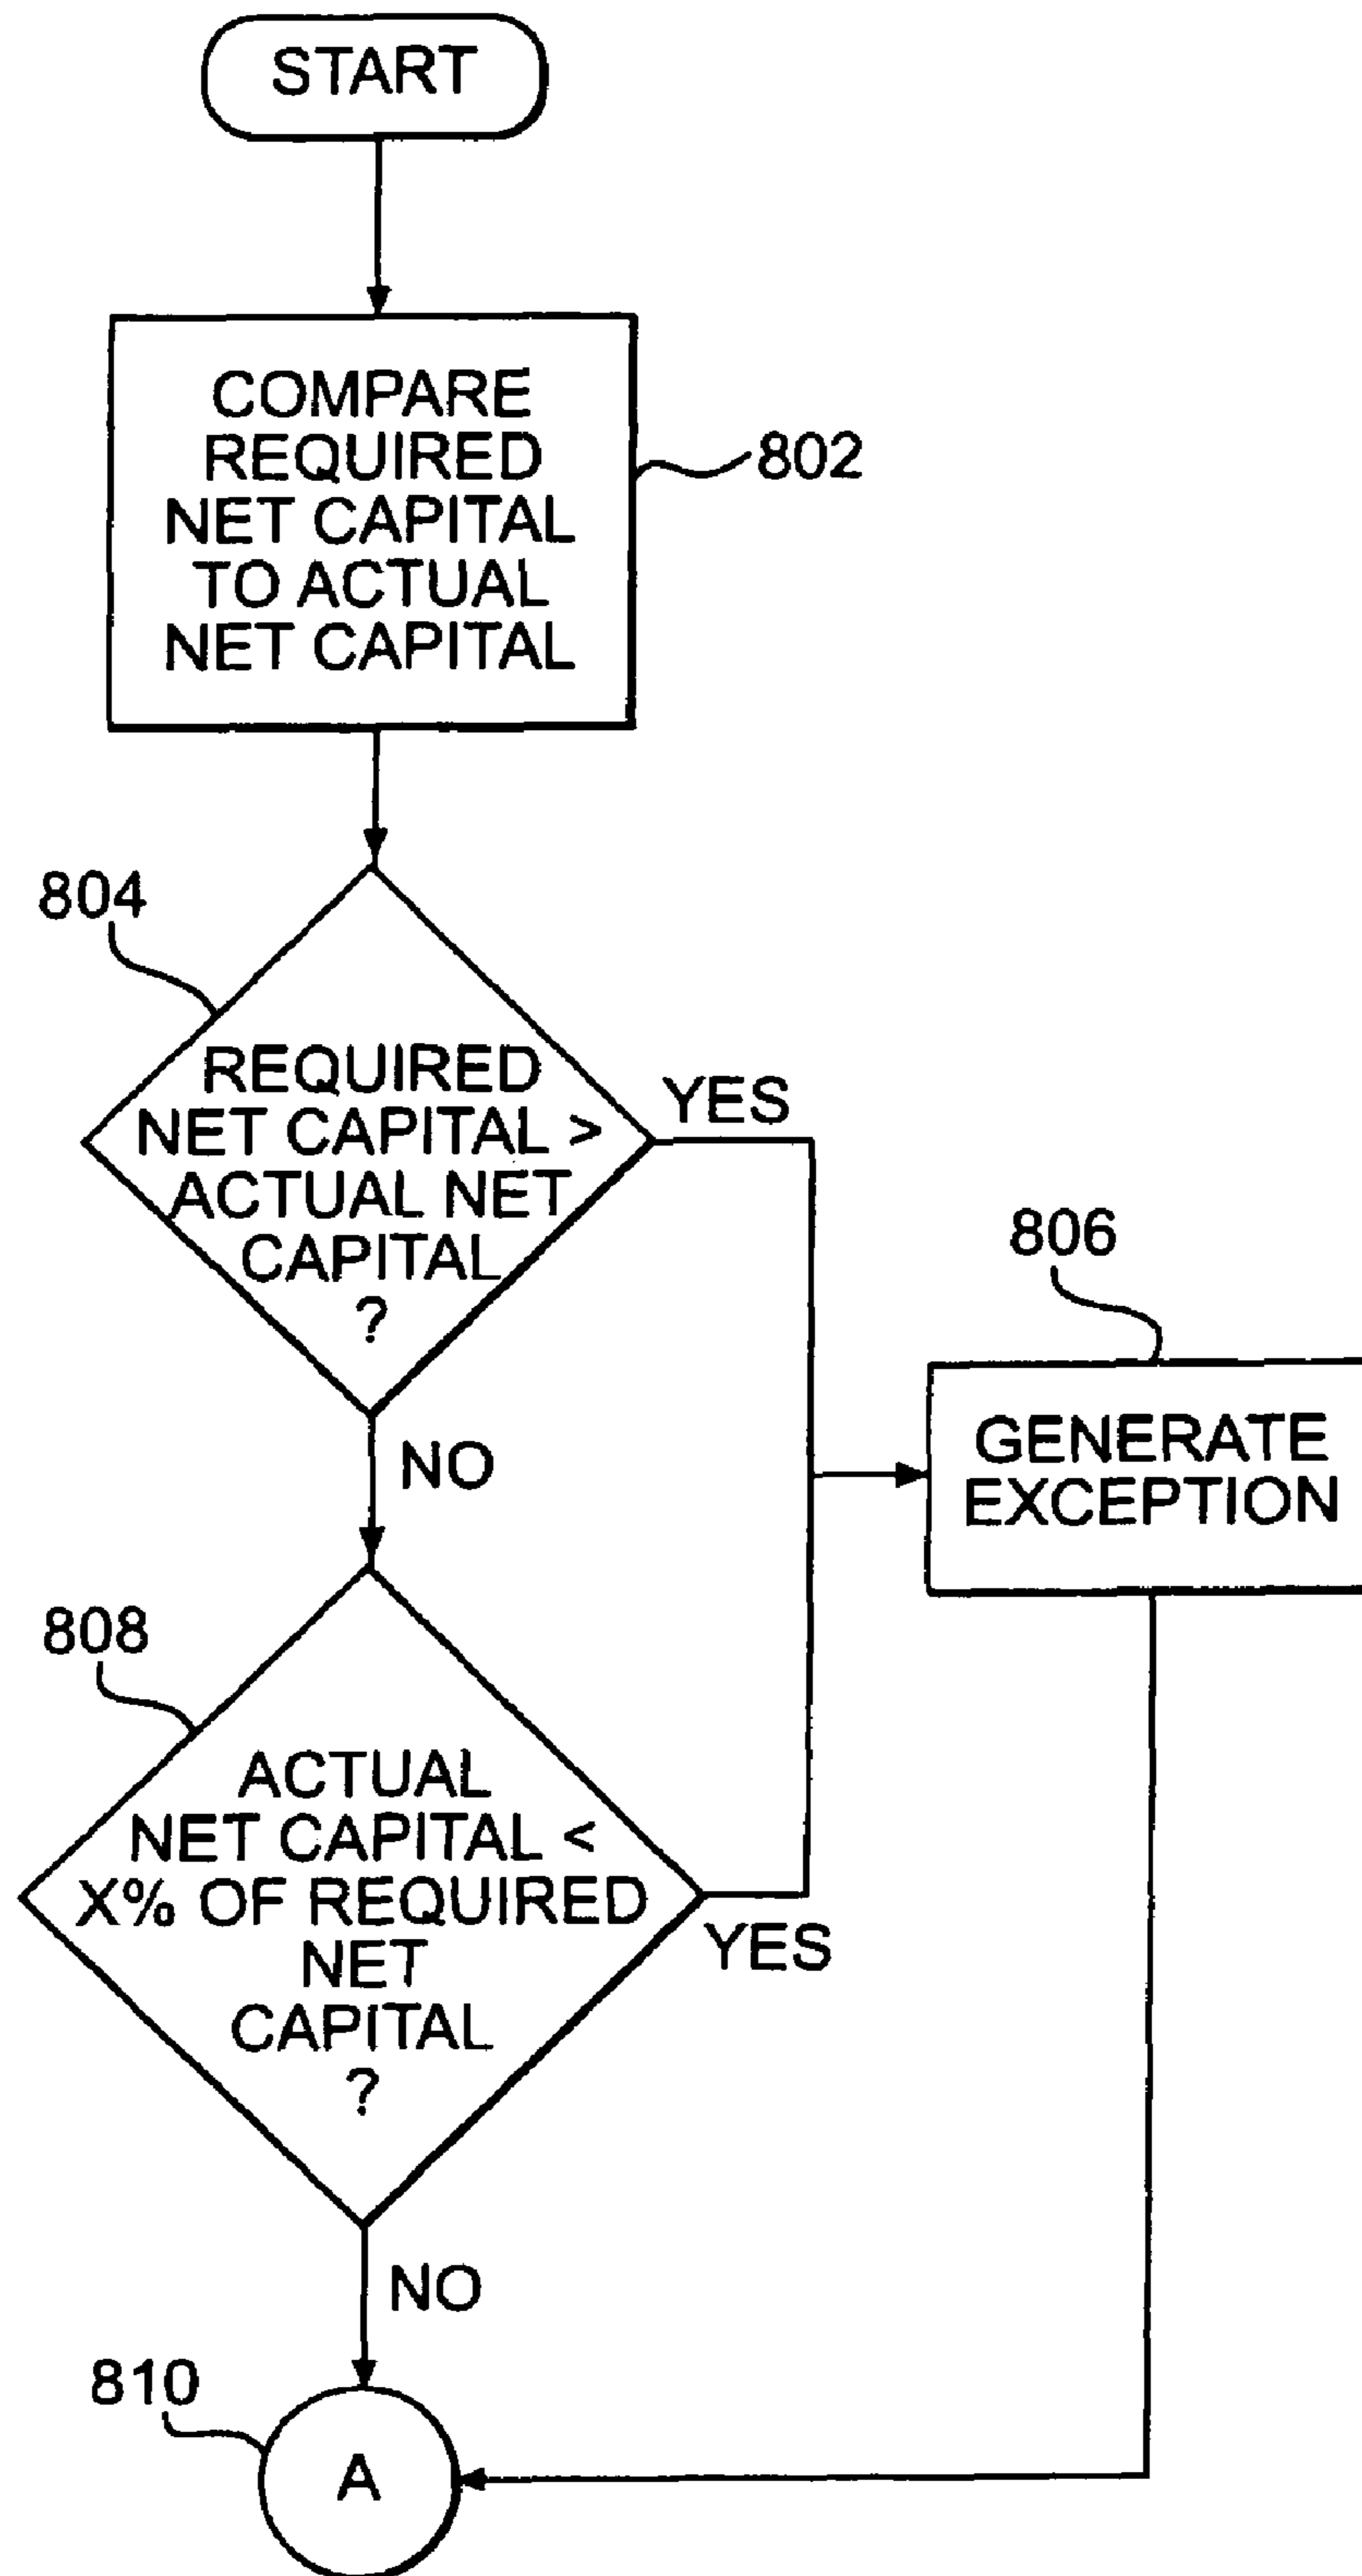 START
COMPARE
REQUIRED
NET CAPITAL
TO ACTUAL
NET CAPITAL
802
804
REQUIRED
NET CAPITAL >
ACTUAL NET
CAPITAL
?
YES
806
GENERATE
EXCEPTION
NO
808
ACTUAL
NET CAPITAL <
X% OF REQUIRED
NET
CAPITAL
?
YES
NO
810
A